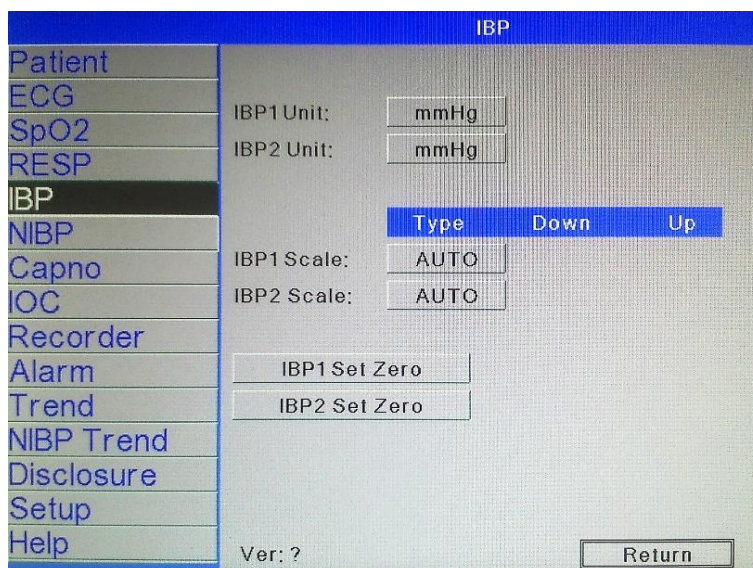 IBP
Patient
ECG
SpO2
RESP
IBP
NIBP
Capno
IOC
Recorder
Alarm
Trend
NIBP Trend
Disclosure
Setup
Help
IBP1 Unit: mmHg
IBP2 Unit: mmHg
Type Down Up
IBP1 Scale: AUTO
IBP2 Scale: AUTO
IBP1 Set Zero
IBP2 Set Zero
Ver: ? Return